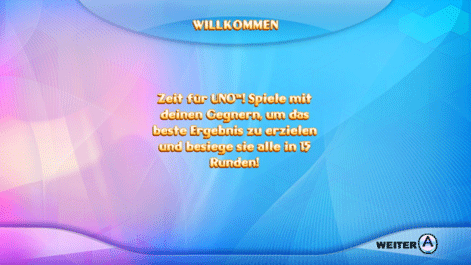 WILLKOMMEN
Zeit für UNO™! Spiele mit
deinen Gegnern, um das
beste Ergebnis zu erzielen
und besiege sie alle in 15
Runden!
WEITER A